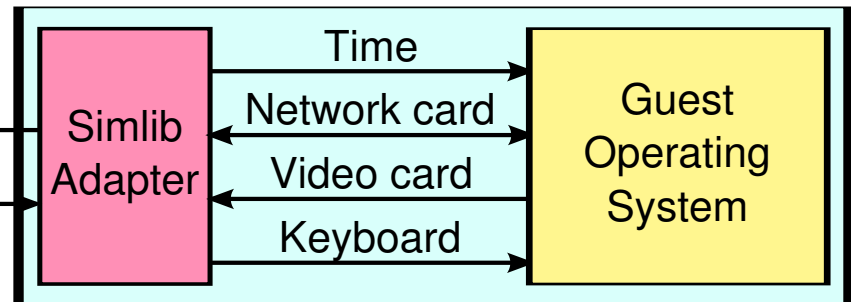 Simlib
Adapter
Time
Network card
Video card
Keyboard
Guest
Operating
System